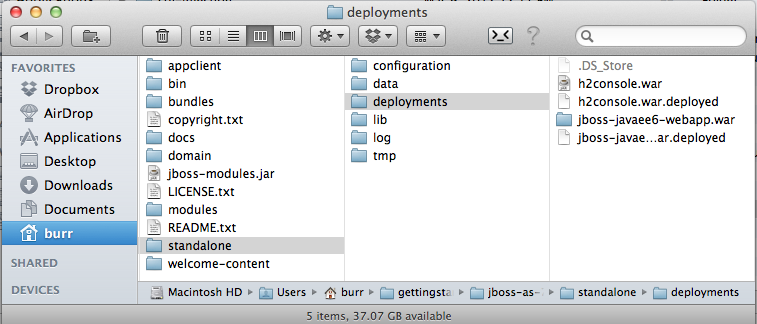 deployments
FAVORITES
Dropbox
AirDrop
Applications
Desktop
Downloads
Documents
burr
SHARED
DEVICES
appclient
bin
bundles
copyright.txt
docs
domain
jboss-modules.jar
LICENSE.txt
modules
README.txt
standalone
welcome-content
configuration
data
deployments
lib
log
tmp
.DS_Store
h2console.war
h2console.war.deployed
jboss-javaee6-webapp.war
jboss-javae...ar.deployed
Macintosh HD Users burr gettingsta jboss-as- standalone deployments
5 items, 37.07 GB available